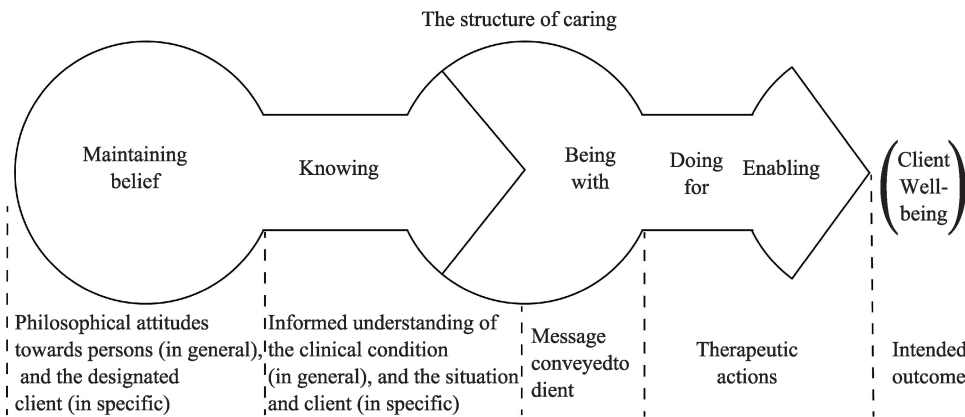 The structure of caring
Maintaining
belief
Knowing
Being
with
Doing
for
Enabling
Client
Well-
being
Philosophical attitudes
towards persons (in general),
and the designated
client (in specific)
Informed understanding of
the clinical condition
(in general), and the situation
and client (in specific)
Message
conveyedto
dient
Therapeutic
actions
Intended
outcome